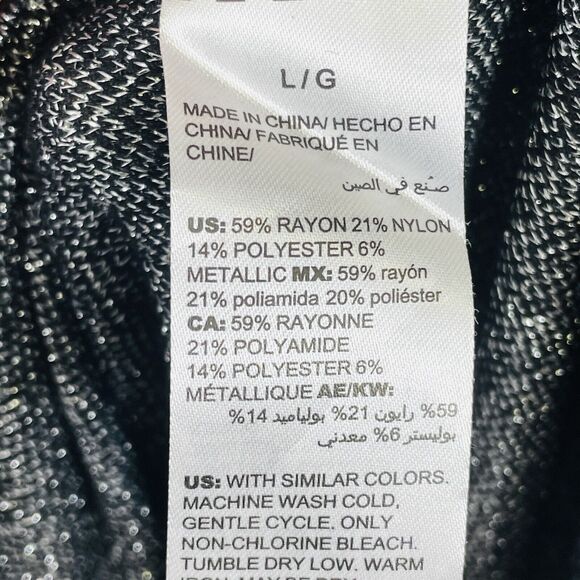 L/G
MADE IN CHINA/ HECHO EN
CHINA/ FABRIQUÉ EN
CHINE/
صنع في الصين
US: 59% RAYON 21% NYLON
14% POLYESTER 6%
METALLIC MX: 59% rayón
21% poliamida 20% poliéster
CA: 59% RAYONNE
21% POLYAMIDE
14% POLYESTER 6%
MÉTALLIQUE AE/KW:
59% رايون 21% بولياميد 14%
بوليستر 6% معدني
US: WITH SIMILAR COLORS.
MACHINE WASH COLD,
GENTLE CYCLE, ONLY
NON-CHLORINE BLEACH.
TUMBLE DRY LOW. WARM